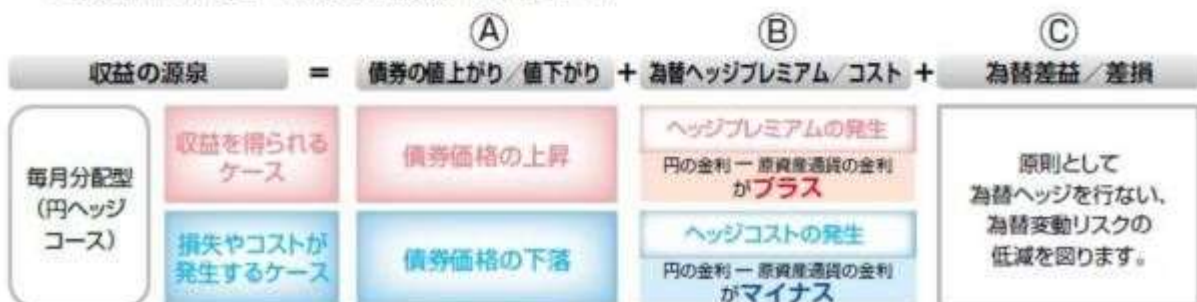 Ⓐ Ⓑ Ⓒ
収益の源泉 = 債券の値上がり／値下がり + 為替ヘッジプレミアム／コスト + 為替差益／差損
毎月分配型
(円ヘッジ
コース)
収益を得られる
ケース
債券価格の上昇
ヘッジプレミアムの発生
円の金利 ー 原資産通貨の金利
がプラス
損失やコストが
発生するケース
債券価格の下落
ヘッジコストの発生
円の金利 ー 原資産通貨の金利
がマイナス
原則として
為替ヘッジを行ない、
為替変動リスクの
低減を図ります。